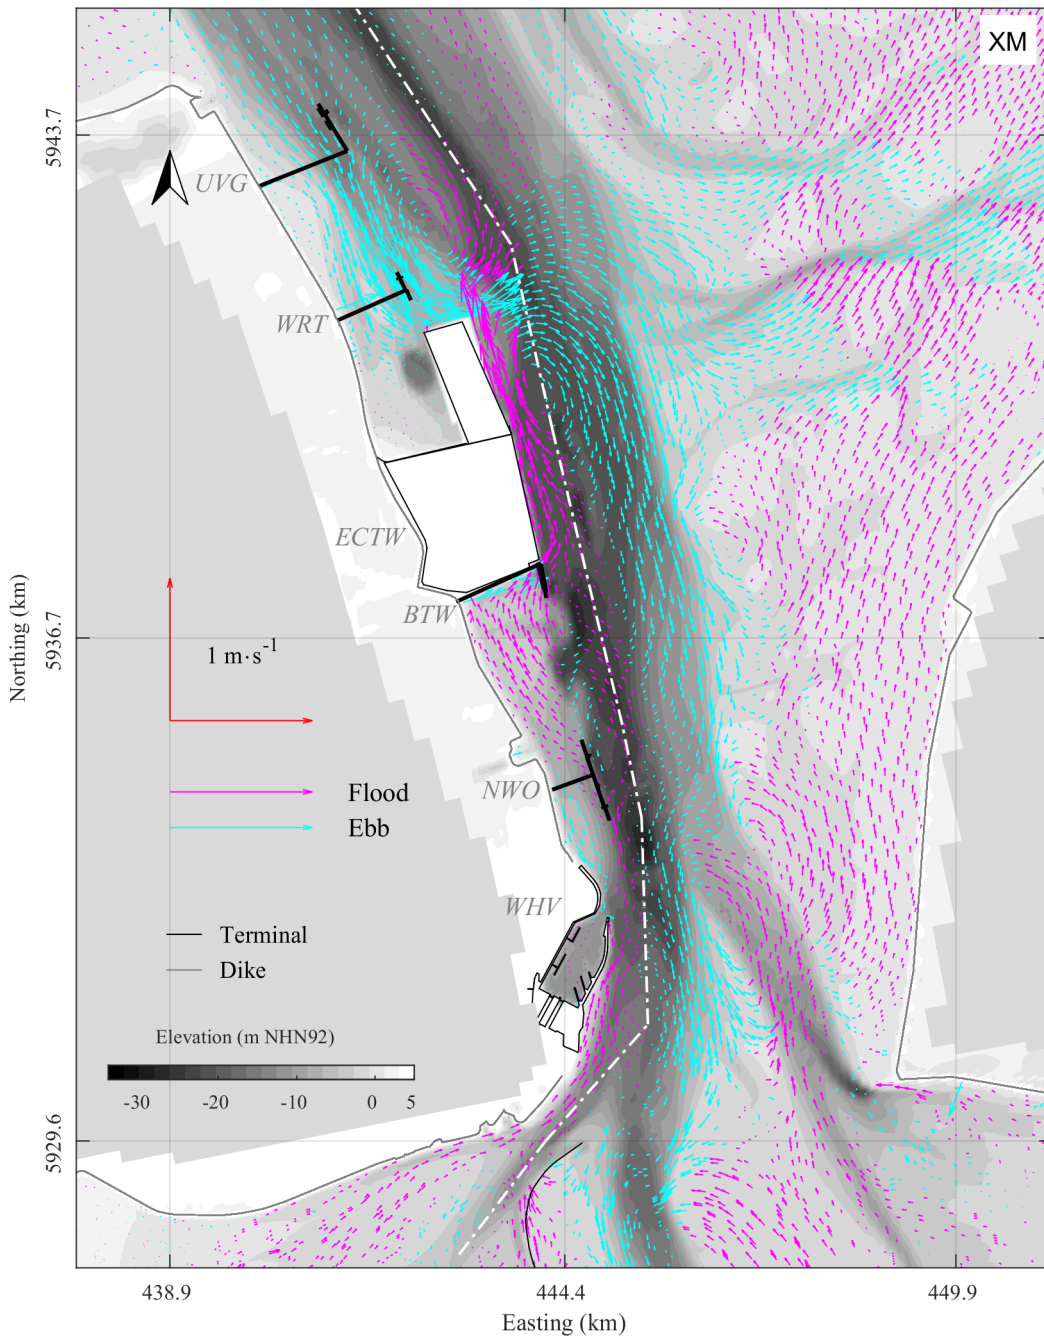 XM
5943.7
UVG
WRT
ECTW
BTW
5936.7
1 m·s⁻¹
Northing (km)
NWO
Flood
Ebb
WHV
Terminal
Dike
Elevation (m NHN92)
-30 -20 -10 0 5
5929.6
438.9 444.4 449.9
Easting (km)